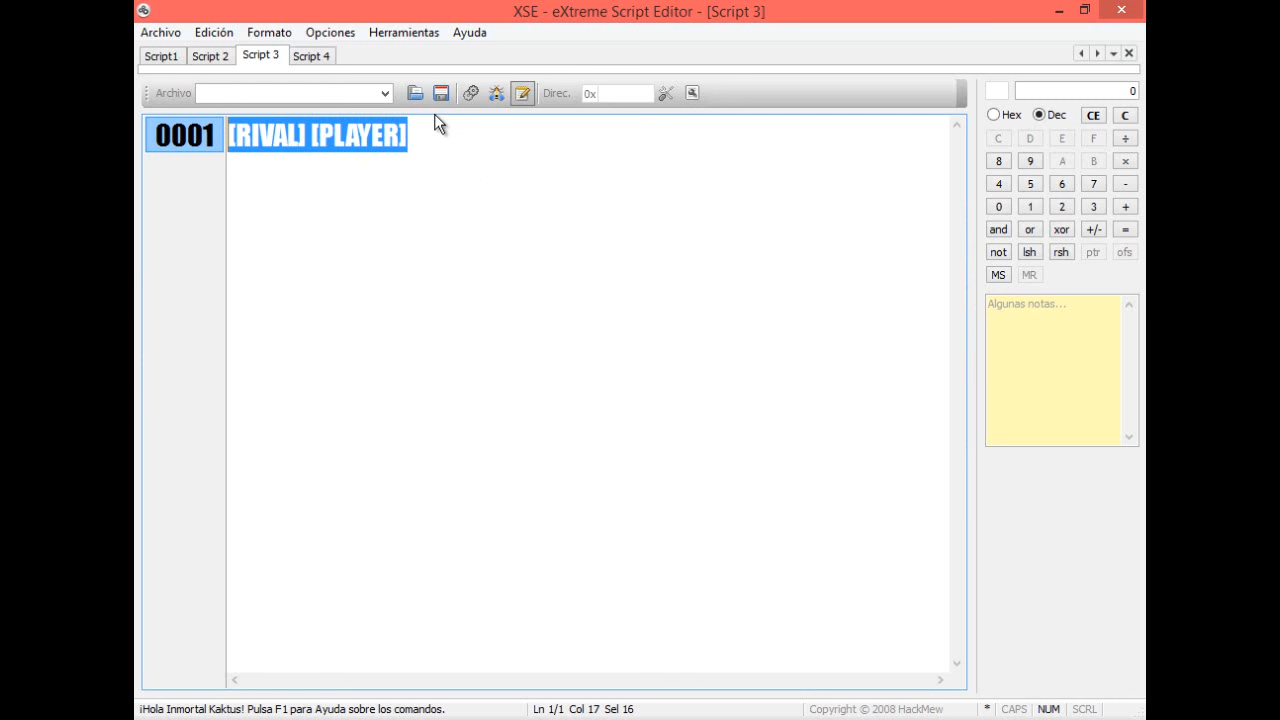 XSE - eXtreme Script Editor - [Script 3]
Archivo Edición Formato Opciones Herramientas Ayuda
Script1 Script 2 Script 3 Script 4
Archivo Direc. 0x
0
Hex Dec CE C
C D E F ÷
8 9 A B ×
4 5 6 7 -
0 1 2 3 +
and or xor +/- =
not lsh rsh ptr ofs
MS MR
0001 [RIVAL] [PLAYER]
Algunas notas...
¡Hola Inmortal Kaktus! Pulsa F1 para Ayuda sobre los comandos. Ln 1/1 Col 17 Sel 16 Copyright © 2008 HackMew * CAPS NUM SCRL